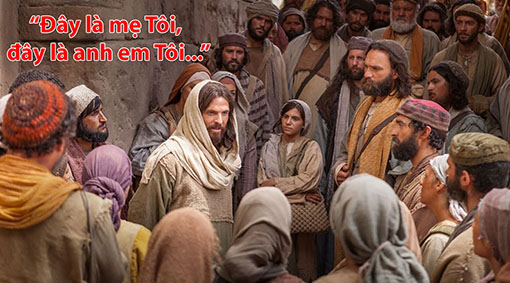 “Đây là mẹ Tôi,
đây là anh em Tôi...”